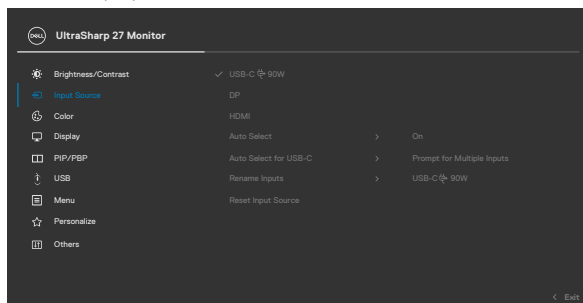 DELL UltraSharp 27 Monitor
Brightness/Contrast ✓ USB-C 90W
Input Source DP
Color HDMI
Display Auto Select > On
PIP/PBP Auto Select for USB-C > Prompt for Multiple Inputs
USB Rename Inputs > USB-C 90W
Menu Reset Input Source
Personalize
Others
< Exit